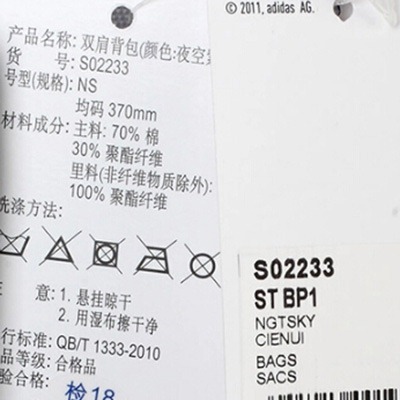 产品名称: 双肩背包(颜色:夜空
货 号: S02233
号型(规格): NS
均码 370mm
材料成分: 主料: 70% 棉
30% 聚酯纤维
里料(非纤维物质除外):
100% 聚酯纤维
洗涤方法:
意: 1. 悬挂晾干
2. 用湿布擦干净
行标准: QB/T 1333-2010
品等级: 合格品
验合格:
检18
© 2011, adidas AG.
S02233
ST BP1
NGTSKY
CIENUI
BAGS
SACS